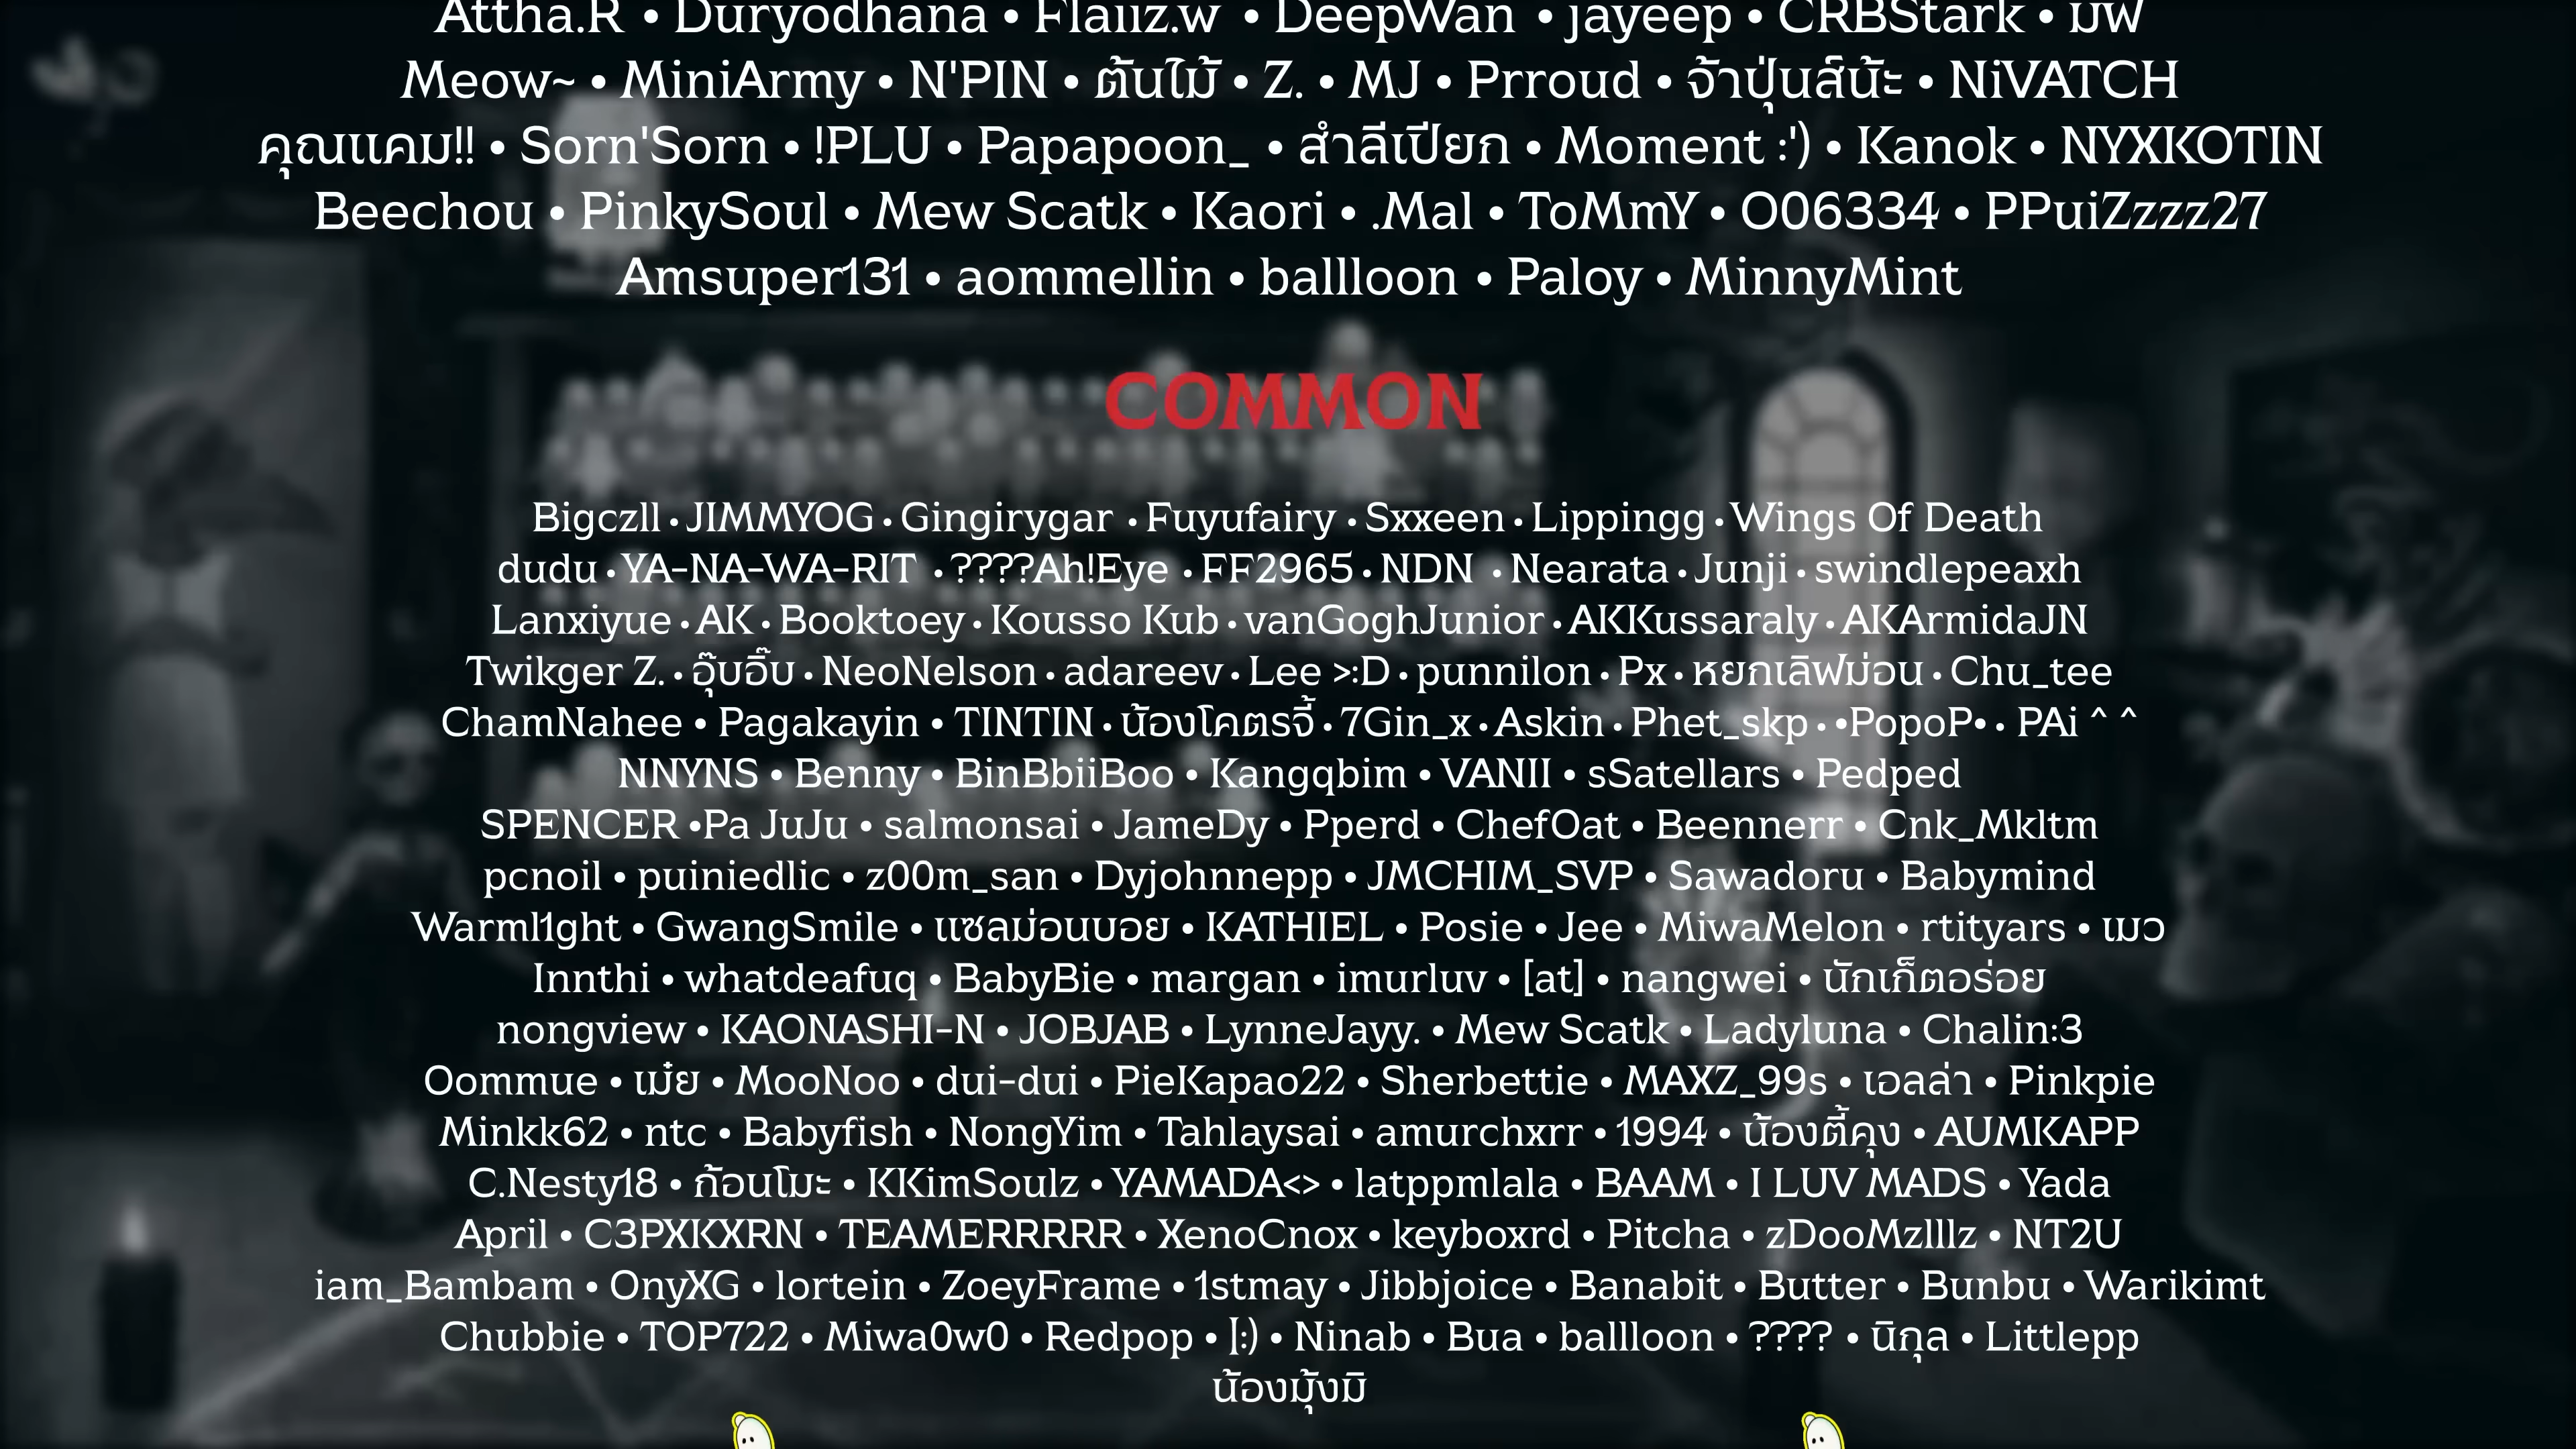 Attha.R • Duryodhana • Flaiiz.w • DeepWan • jayeep • CRBStark • มีฟ
Meow~ • MiniArmy • N'PIN • ต้นไม้ • Z. • MJ • Prroud • จ้าปุ่นส์น้ะ • NiVATCH
คุณแคม!! • Sorn'Sorn • !PLU • Papapoon_ • สำลีเปียก • Moment :') • Kanok • NYXKOTIN
Beechou • PinkySoul • Mew Scatk • Kaori • .Mal • ToMmY • O06334 • PPuiZzzz27
Amsuper131 • aommellin • ballloon • Paloy • MinnyMint
COMMON
Bigczll • JIMMYOG • Gingirygar • Fuyufairy • Sxxeen • Lippingg • Wings Of Death
dudu • YA-NA-WA-RIT • ????Ah!Eye • FF2965 • NDN • Nearata • Junji • swindlepeaxh
Lanxiyue • AK • Booktoey • Kousso Kub • vanGoghJunior • AKKussaraly • AKArmidaJN
Twikger Z. • อุ๊บอิ๊บ • NeoNelson • adareev • Lee >:D • punnilon • Px • หยกเลิฟม่อน • Chu_tee
ChamNahee • Pagakayin • TINTIN • น้องโคตรจี้ • 7Gin_x • Askin • Phet_skp • •PopoP• • PAi ^ ^
NNYNS • Benny • BinBbiiBoo • Kangqbim • VANII • sSatellars • Pedped
SPENCER •Pa JuJu • salmonsai • JameDy • Pperd • ChefOat • Beennerr • Cnk_Mkltm
pcnoil • puiniedlic • z00m_san • Dyjohnnepp • JMCHIM_SVP • Sawadoru • Babymind
Warml1ght • GwangSmile • แซลม่อนบอย • KATHIEL • Posie • Jee • MiwaMelon • rtityars • เมว
Innthi • whatdeafuq • BabyBie • margan • imurluv • [at] • nangwei • นักเก็ตอร่อย
nongview • KAONASHI-N • JOBJAB • LynneJayy. • Mew Scatk • Ladyluna • Chalin:3
Oommue • เม๋ย • MooNoo • dui-dui • PieKapao22 • Sherbettie • MAXZ_99s • เอลล่า • Pinkpie
Minkk62 • ntc • Babyfish • NongYim • Tahlaysai • amurchxrr • 1994 • น้องตี้คุง • AUMKAPP
C.Nesty18 • ก้อนโมะ • KKimSoulz • YAMADA<> • latppmlala • BAAM • I LUV MADS • Yada
April • C3PXKXRN • TEAMERRRRR • XenoCnox • keyboxrd • Pitcha • zDooMzlllz • NT2U
iam_Bambam • OnyXG • lortein • ZoeyFrame • 1stmay • Jibbjoice • Banabit • Butter • Bunbu • Warikimt
Chubbie • TOP722 • Miwa0w0 • Redpop • |:) • Ninab • Bua • ballloon • ???? • นิกุล • Littlepp
น้องมุ้งมิ